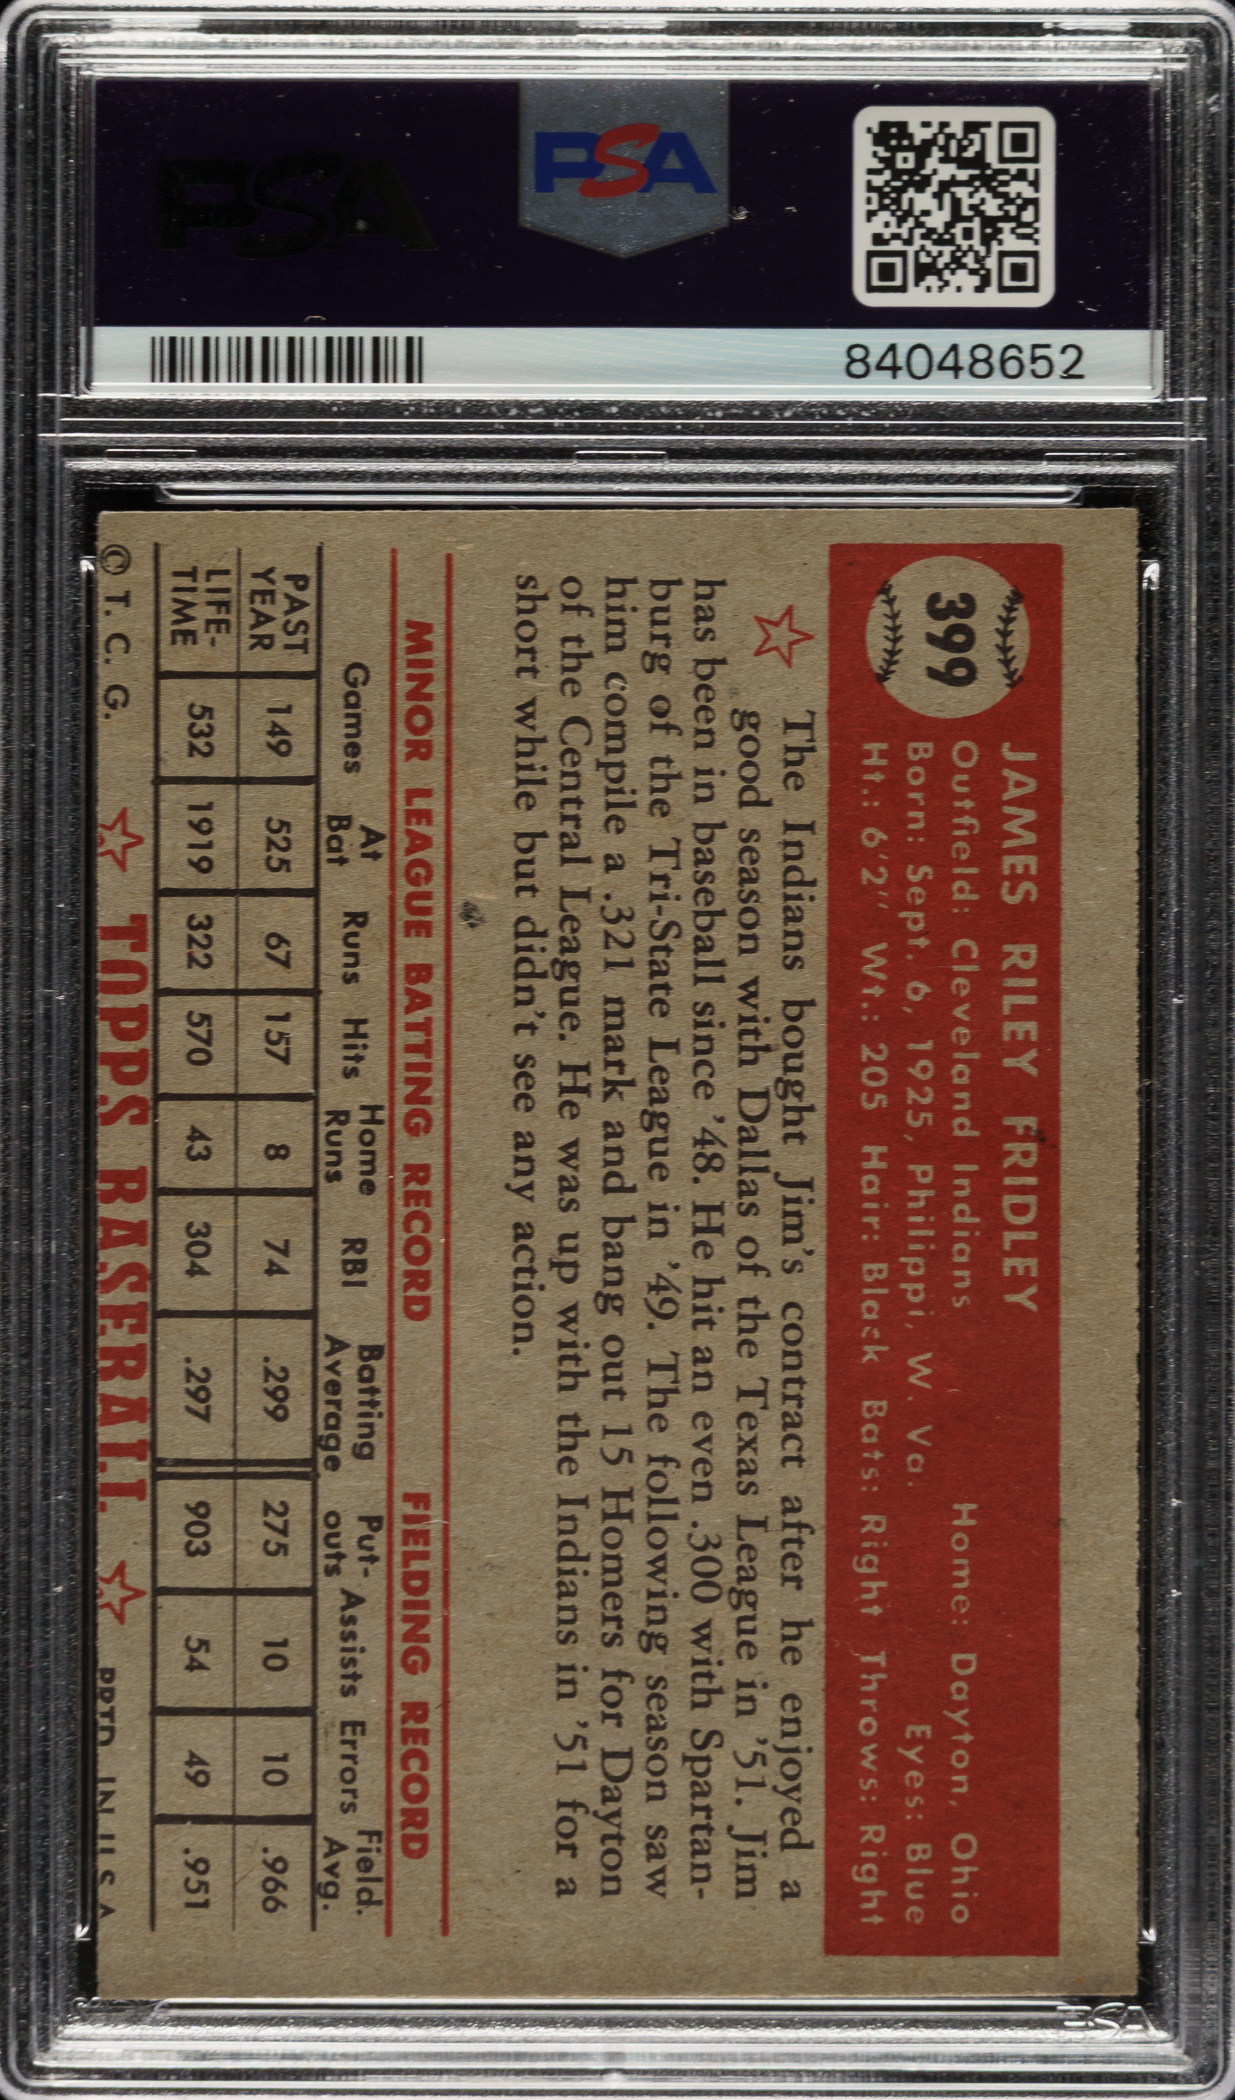 PSA
PSA
84048652
399
JAMES RILEY FRIDLEY
Outfield: Cleveland Indians Home: Dayton, Ohio
Born: Sept. 6, 1925, Philippi, W. Va. Eyes: Blue
Ht.: 6'2" Wt.: 205 Hair: Black Bats: Right Throws: Right
The Indians bought Jim's contract after he enjoyed a
good season with Dallas of the Texas League in '51. Jim
has been in baseball since '48. He hit an even .300 with Spartan-
burg of the Tri-State League in '49. The following season saw
him compile a .321 mark and bang out 15 Homers for Dayton
of the Central League. He was up with the Indians in '51 for a
short while but didn't see any action.
MINOR LEAGUE BATTING RECORD FIELDING RECORD
Games At Bat Runs Hits Home Runs RBI Batting Average Put-outs Assists Errors Field. Avg.
PAST YEAR 149 525 67 157 8 74 .299 275 10 10 .966
LIFE-TIME 532 1919 322 570 43 304 .297 903 54 49 .951
© T. C. G. TOPPS BASEBALL PRTD. IN U.S.A.
PSA